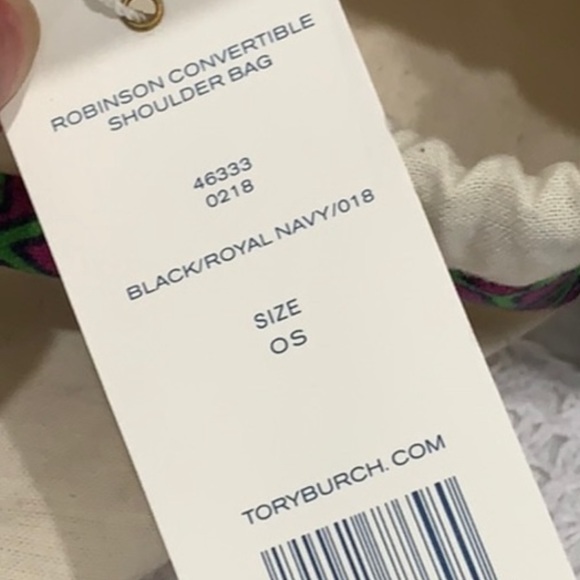 ROBINSON CONVERTIBLE
SHOULDER BAG
46333
0218
BLACK/ROYAL NAVY/018
SIZE
OS
TORYBURCH.COM